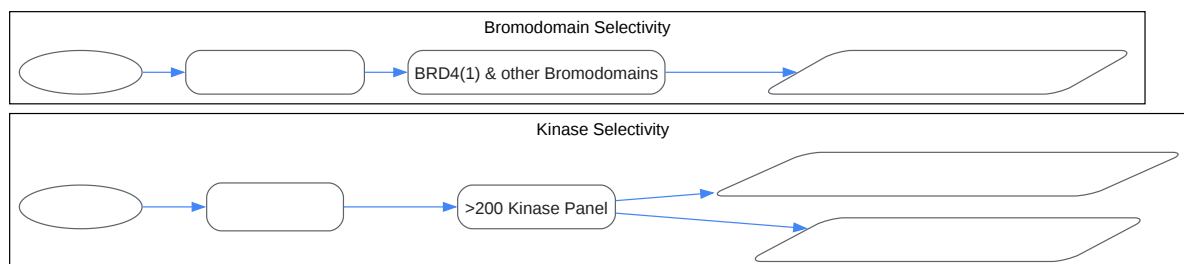 Bromodomain Selectivity
BRD4(1) & other Bromodomains
Kinase Selectivity
>200 Kinase Panel